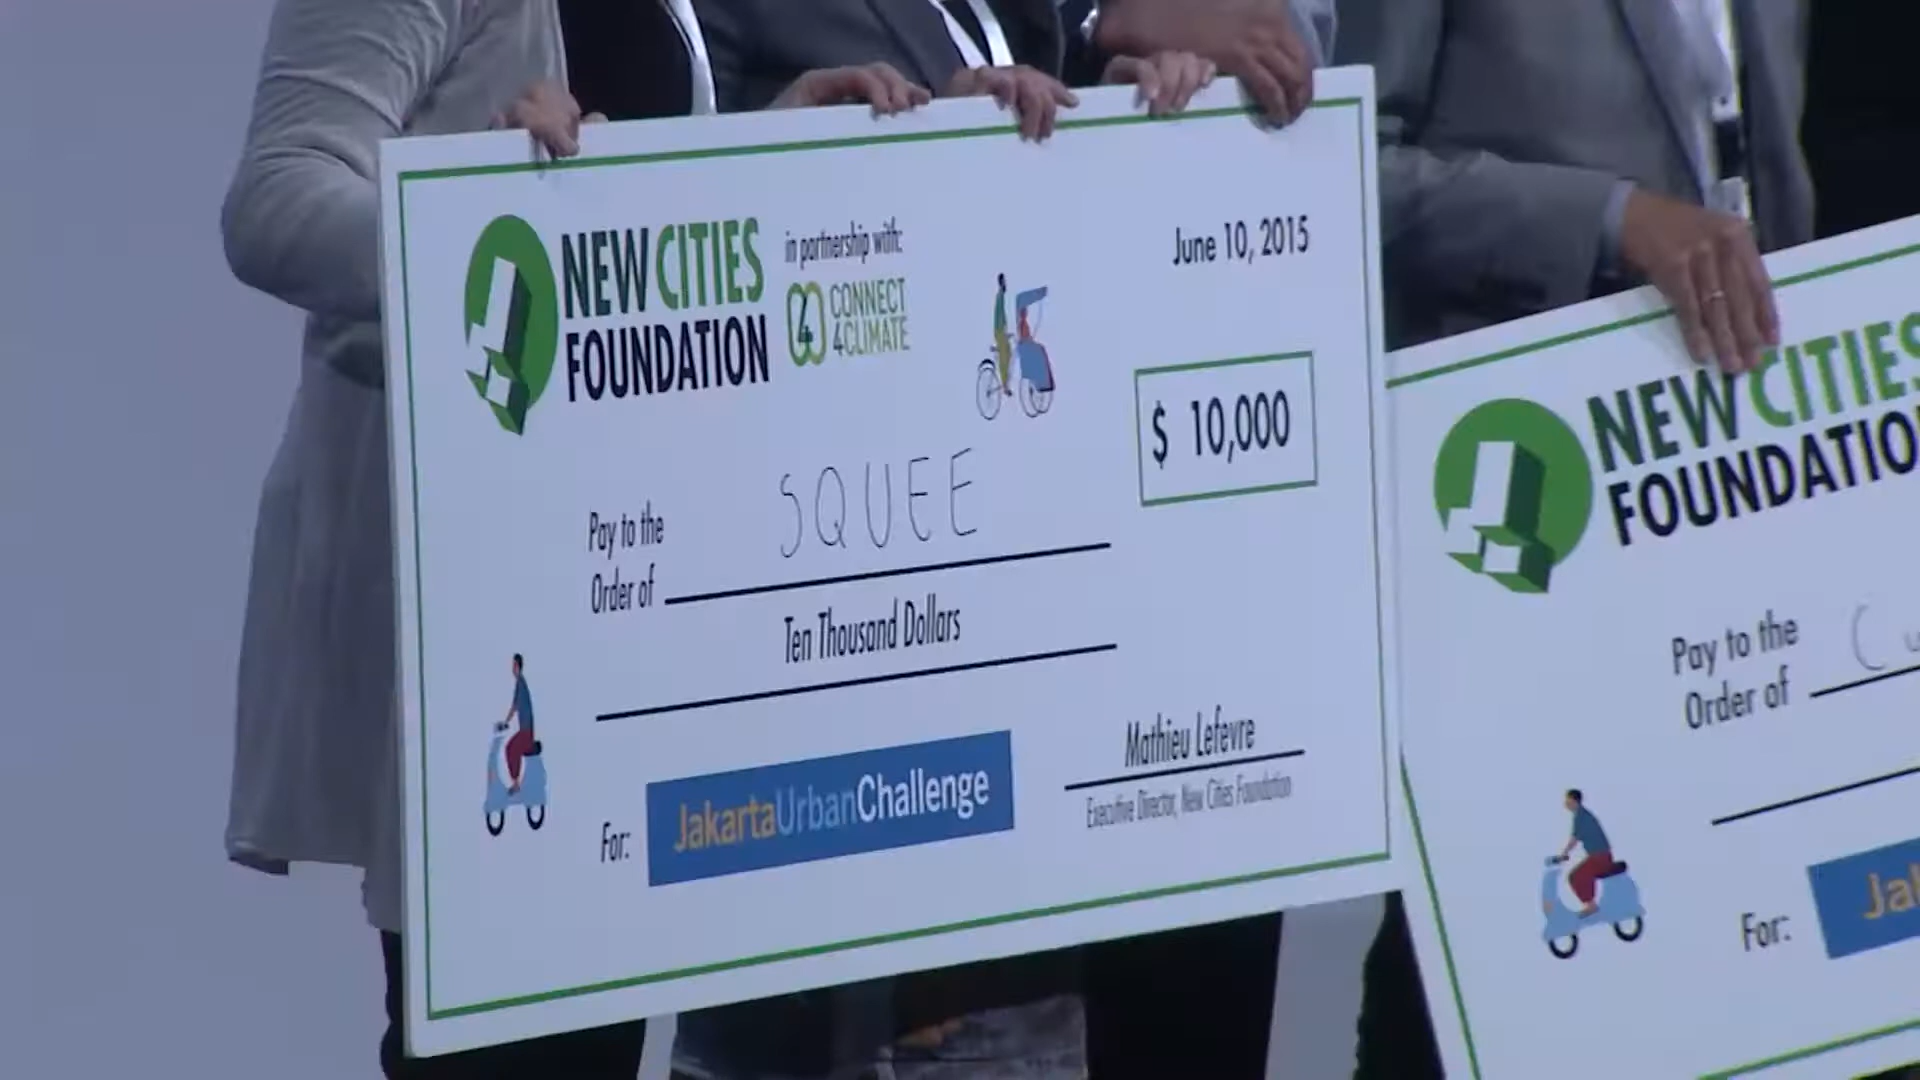 NEW CITIES
FOUNDATION
in partnership with:
CONNECT
4CLIMATE
June 10, 2015
$ 10,000
Pay to the
Order of
SQUEE
Ten Thousand Dollars
For:
JakartaUrbanChallenge
Mathieu Lefevre
Executive Director, New Cities Foundation
NEW CITIES
FOUNDATIO
Pay to the
Order of
For:
Jak